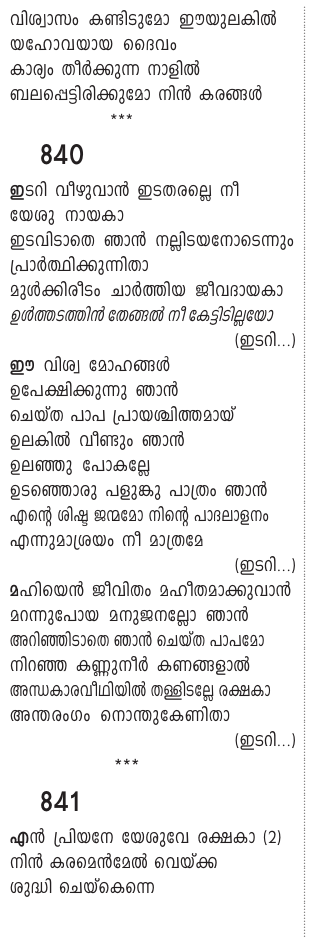 വിശ്വാസം കണ്ടിടുമോ ഈയുലകിൽ
യഹോവയായ ദൈവം
കാര്യം തീർക്കുന്ന നാളിൽ
ബലപ്പെട്ടിരിക്കുമോ നിൻ കരങ്ങൾ
***
840
ഇടറി വീഴുവാൻ ഇടതരല്ലെ നീ
യേശു നായകാ
ഇടവിടാതെ ഞാൻ നല്ലിടയനോടെന്നും
പ്രാർത്ഥിക്കുന്നിതാ
മുൾക്കിരീടം ചാർത്തിയ ജീവദായകാ
ഉൾത്തടത്തിൻ തേങ്ങൽ നീ കേട്ടിടില്ലയോ
(ഇടറി...)
ഈ വിശ്വ മോഹങ്ങൾ
ഉപേക്ഷിക്കുന്നു ഞാൻ
ചെയ്ത പാപ പ്രായശ്ചിത്തമായ്
ഉലകിൽ വീണ്ടും ഞാൻ
ഉലഞ്ഞു പോകല്ലേ
ഉടഞ്ഞൊരു പളുങ്കു പാത്രം ഞാൻ
എന്റെ ശിഷ്ട ജന്മമോ നിന്റെ പാദലാളനം
എന്നുമാശ്രയം നീ മാത്രമേ
(ഇടറി...)
മഹിയെൻ ജീവിതം മഹീതമാക്കുവാൻ
മറന്നുപോയ മനുജനല്ലോ ഞാൻ
അറിഞ്ഞിടാതെ ഞാൻ ചെയ്ത പാപമോ
നിറഞ്ഞ കണ്ണുനീർ കണങ്ങളാൽ
അന്ധകാരവീഥിയിൽ തള്ളിടല്ലേ രക്ഷകാ
അന്തരംഗം നൊന്തുകേണിതാ
(ഇടറി...)
***
841
എൻ പ്രിയനേ യേശുവേ രക്ഷകാ (2)
നിൻ കരമെൻമേൽ വെയ്ക്ക
ശുദ്ധി ചെയ്കെന്നെ